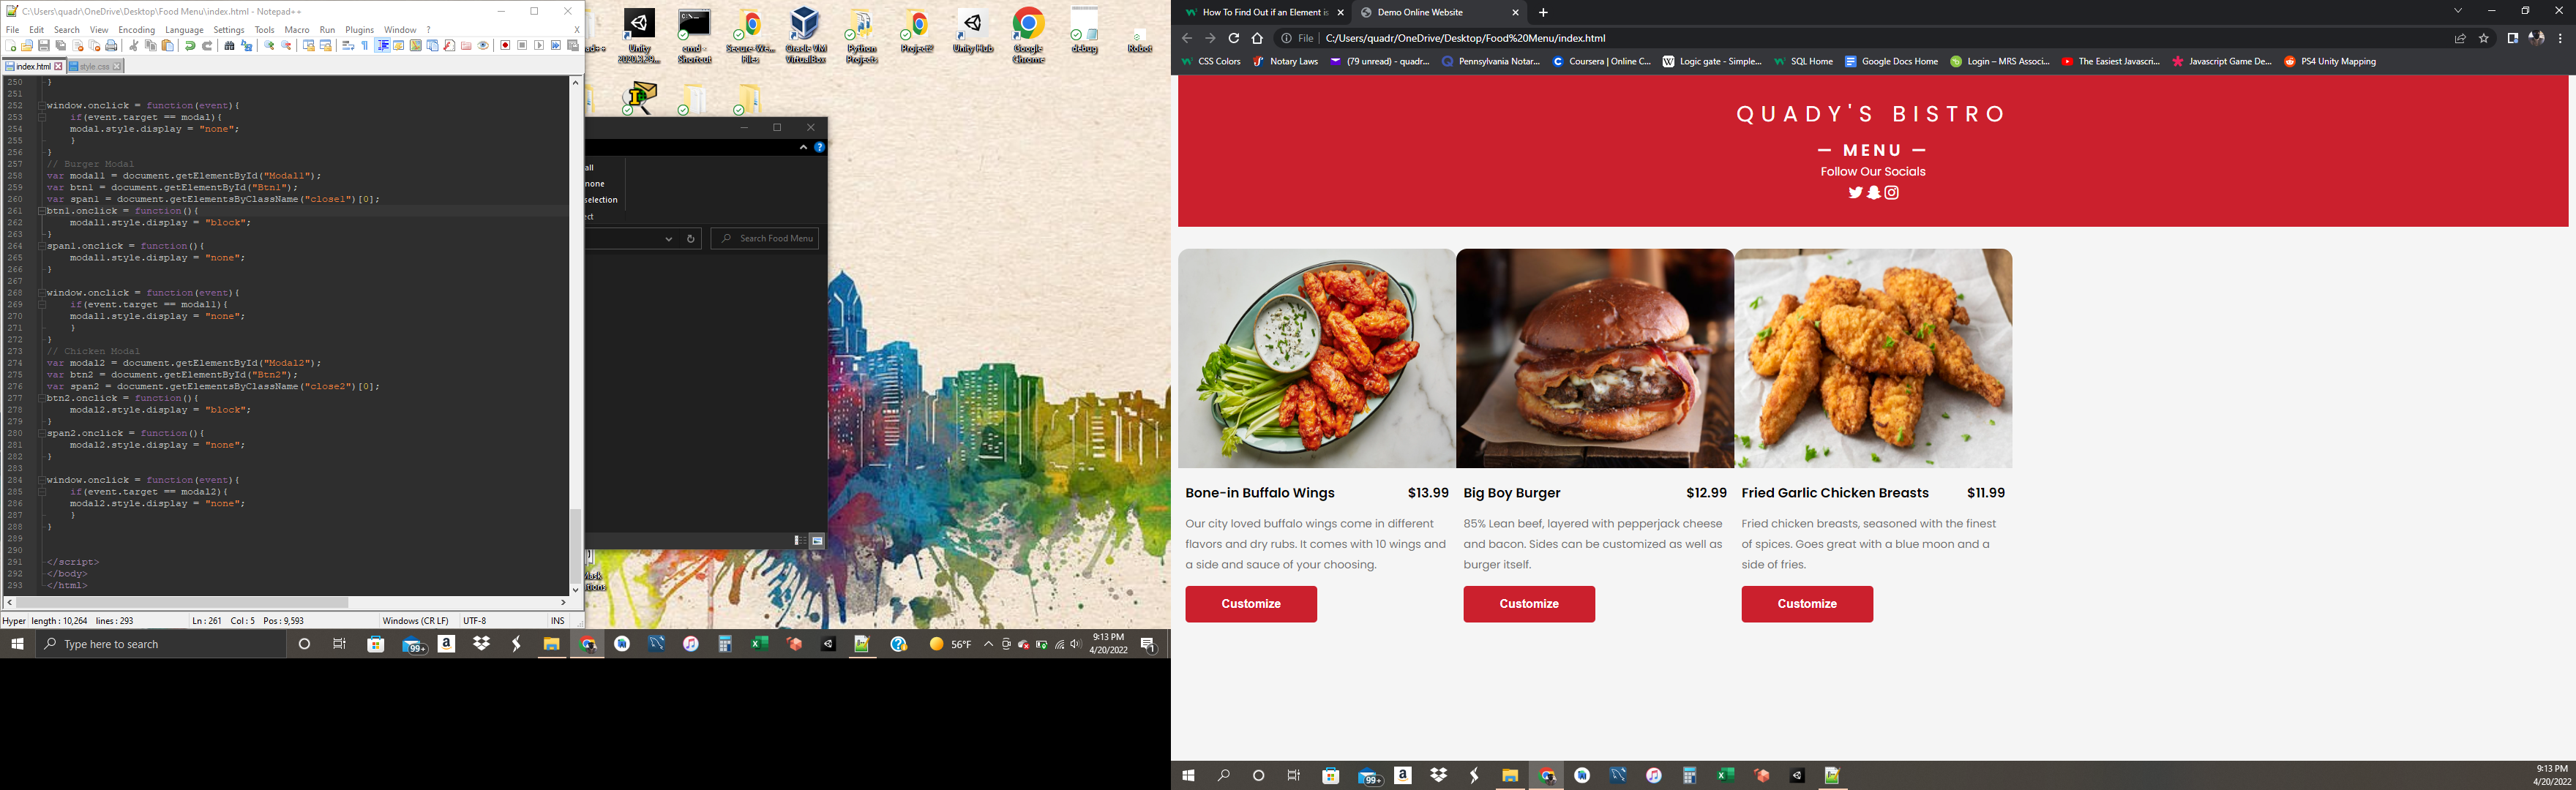 C:\Users\quadr\OneDrive\Desktop\Food Menu\index.html - Notepad++
File Edit Search View Encoding Language Settings Tools Macro Run Plugins Window ? X
index.html style.css
250 }
251
252 window.onclick = function(event){
253 if(event.target == modal){
254 modal.style.display = "none";
255 }
256 }
257 // Burger Modal
258 var modal1 = document.getElementById("Modal1");
259 var btn1 = document.getElementById("Btn1");
260 var span1 = document.getElementsByClassName("close1")[0];
261 btn1.onclick = function(){
262 modal1.style.display = "block";
263 }
264 span1.onclick = function(){
265 modal1.style.display = "none";
266 }
267
268 window.onclick = function(event){
269 if(event.target == modal1){
270 modal1.style.display = "none";
271 }
272 }
273 // Chicken Modal
274 var modal2 = document.getElementById("Modal2");
275 var btn2 = document.getElementById("Btn2");
276 var span2 = document.getElementsByClassName("close2")[0];
277 btn2.onclick = function(){
278 modal2.style.display = "block";
279 }
280 span2.onclick = function(){
281 modal2.style.display = "none";
282 }
283
284 window.onclick = function(event){
285 if(event.target == modal2){
286 modal2.style.display = "none";
287 }
288 }
289
290
291 </script>
292 </body>
293 </html>
Hyper length : 10,264 lines : 293 Ln : 261 Col : 5 Pos : 9,593 Windows (CR LF) UTF-8 INS
Unity 2020.3.29...
cmd - Shortcut
Secure-We... Files
Oracle VM VirtualBox
Python Projects
Project2
Unity Hub
Google Chrome
debug
Robot
all
none
selection
ect
Search Food Menu
Type here to search
99+
56°F
9:13 PM
4/20/2022
1
How To Find Out if an Element is
Demo Online Website
File C:/Users/quadr/OneDrive/Desktop/Food%20Menu/index.html
CSS Colors Notary Laws (79 unread) - quadr... Pennsylvania Notar... Coursera | Online C... Logic gate - Simple... SQL Home Google Docs Home Login – MRS Associ... The Easiest Javascri... Javascript Game De... PS4 Unity Mapping
QUADY'S BISTRO
— MENU —
Follow Our Socials
Bone-in Buffalo Wings $13.99
Our city loved buffalo wings come in different
flavors and dry rubs. It comes with 10 wings and
a side and sauce of your choosing.
Customize
Big Boy Burger $12.99
85% Lean beef, layered with pepperjack cheese
and bacon. Sides can be customized as well as
burger itself.
Customize
Fried Garlic Chicken Breasts $11.99
Fried chicken breasts, seasoned with the finest
of spices. Goes great with a blue moon and a
side of fries.
Customize
99+
9:13 PM
4/20/2022